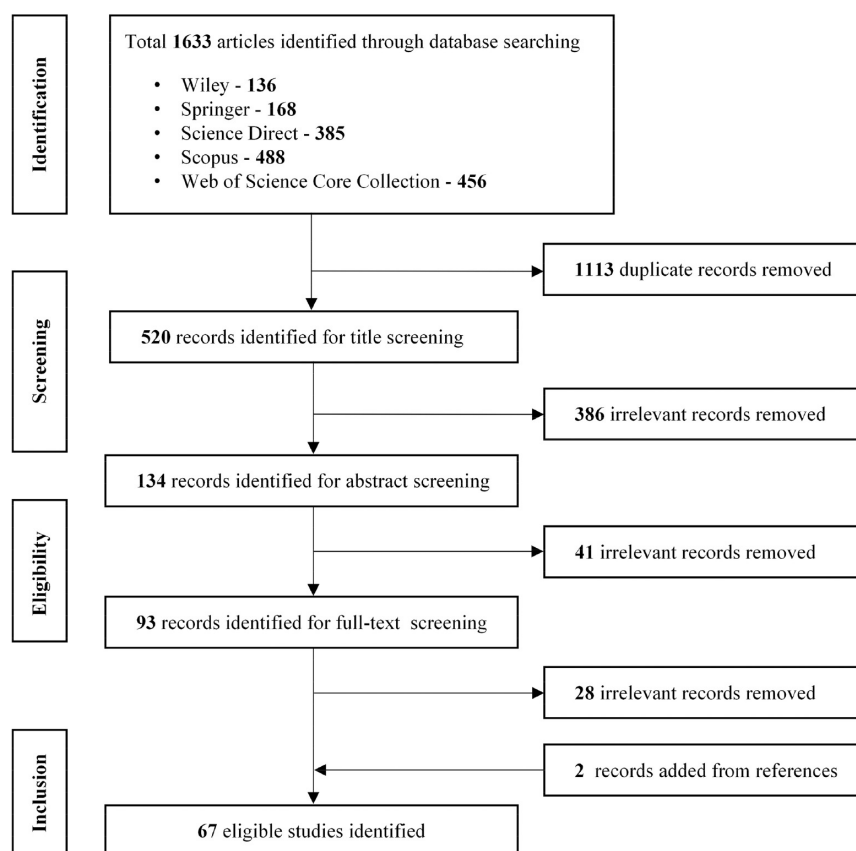 Identification
Total 1633 articles identified through database searching
• Wiley - 136
• Springer - 168
• Science Direct - 385
• Scopus - 488
• Web of Science Core Collection - 456
1113 duplicate records removed
Screening
520 records identified for title screening
386 irrelevant records removed
134 records identified for abstract screening
Eligibility
41 irrelevant records removed
93 records identified for full-text screening
28 irrelevant records removed
Inclusion
2 records added from references
67 eligible studies identified